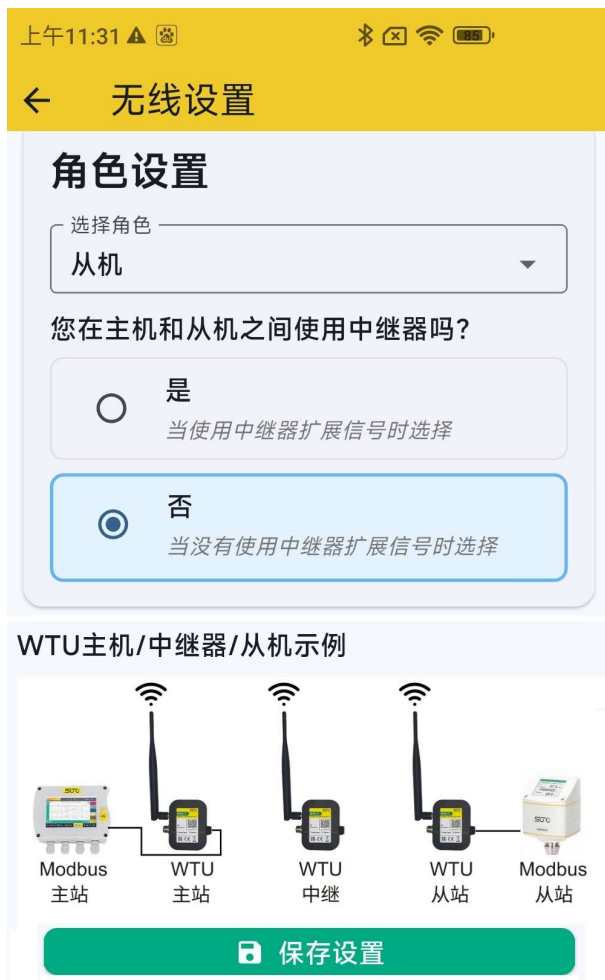 上午11:31
85
无线设置
角色设置
选择角色
从机
您在主机和从机之间使用中继器吗？
是
当使用中继器扩展信号时选择
否
当没有使用中继器扩展信号时选择
WTU主机/中继器/从机示例
Modbus
主站
WTU
主站
WTU
中继
WTU
从站
Modbus
从站
保存设置